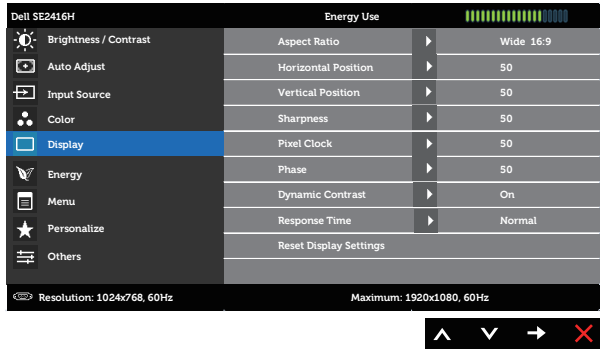 Dell SE2416H Energy Use
Brightness / Contrast Aspect Ratio Wide 16:9
Auto Adjust Horizontal Position 50
Input Source Vertical Position 50
Color Sharpness 50
Display Pixel Clock 50
Energy Phase 50
Menu Dynamic Contrast On
Personalize Response Time Normal
Others Reset Display Settings
Resolution: 1024x768, 60Hz Maximum: 1920x1080, 60Hz